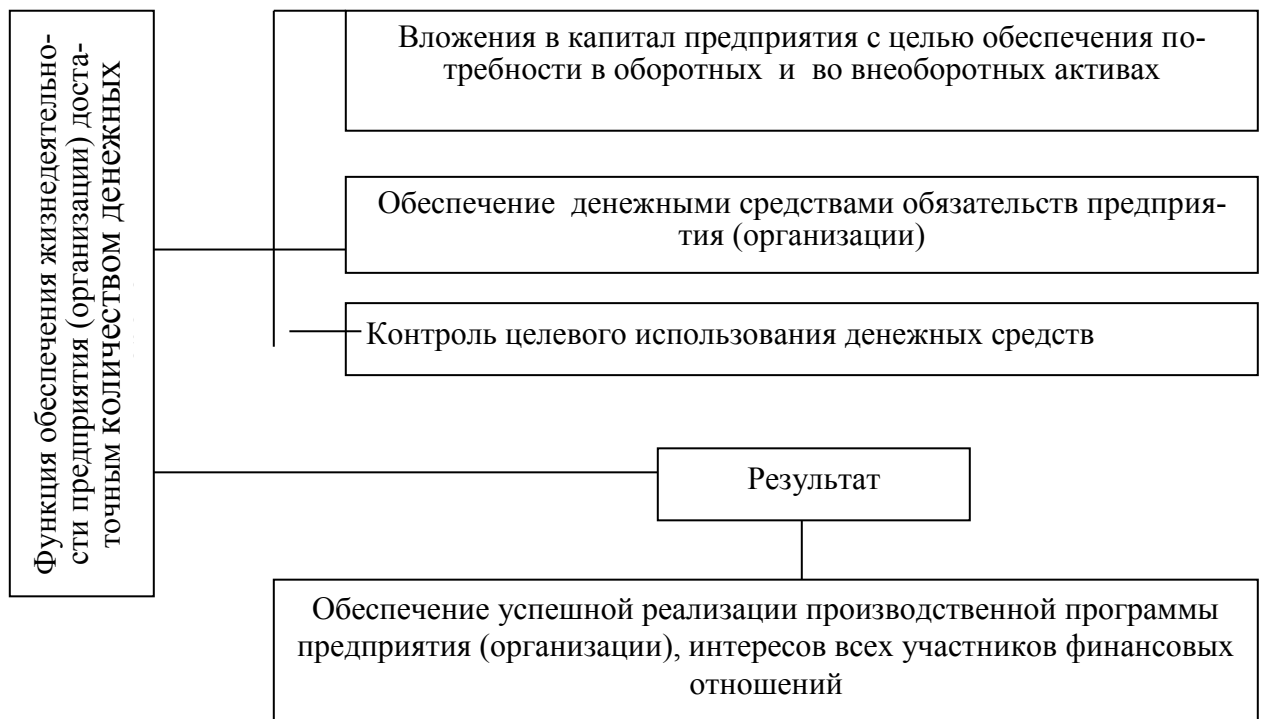 Функция обеспечения жизнедеятельно-
сти предприятия (организации) доста-
точным количеством денежных
Вложения в капитал предприятия с целью обеспечения по-
требности в оборотных и во внеоборотных активах
Обеспечение денежными средствами обязательств предприя-
тия (организации)
Контроль целевого использования денежных средств
Результат
Обеспечение успешной реализации производственной программы
предприятия (организации), интересов всех участников финансовых
отношений